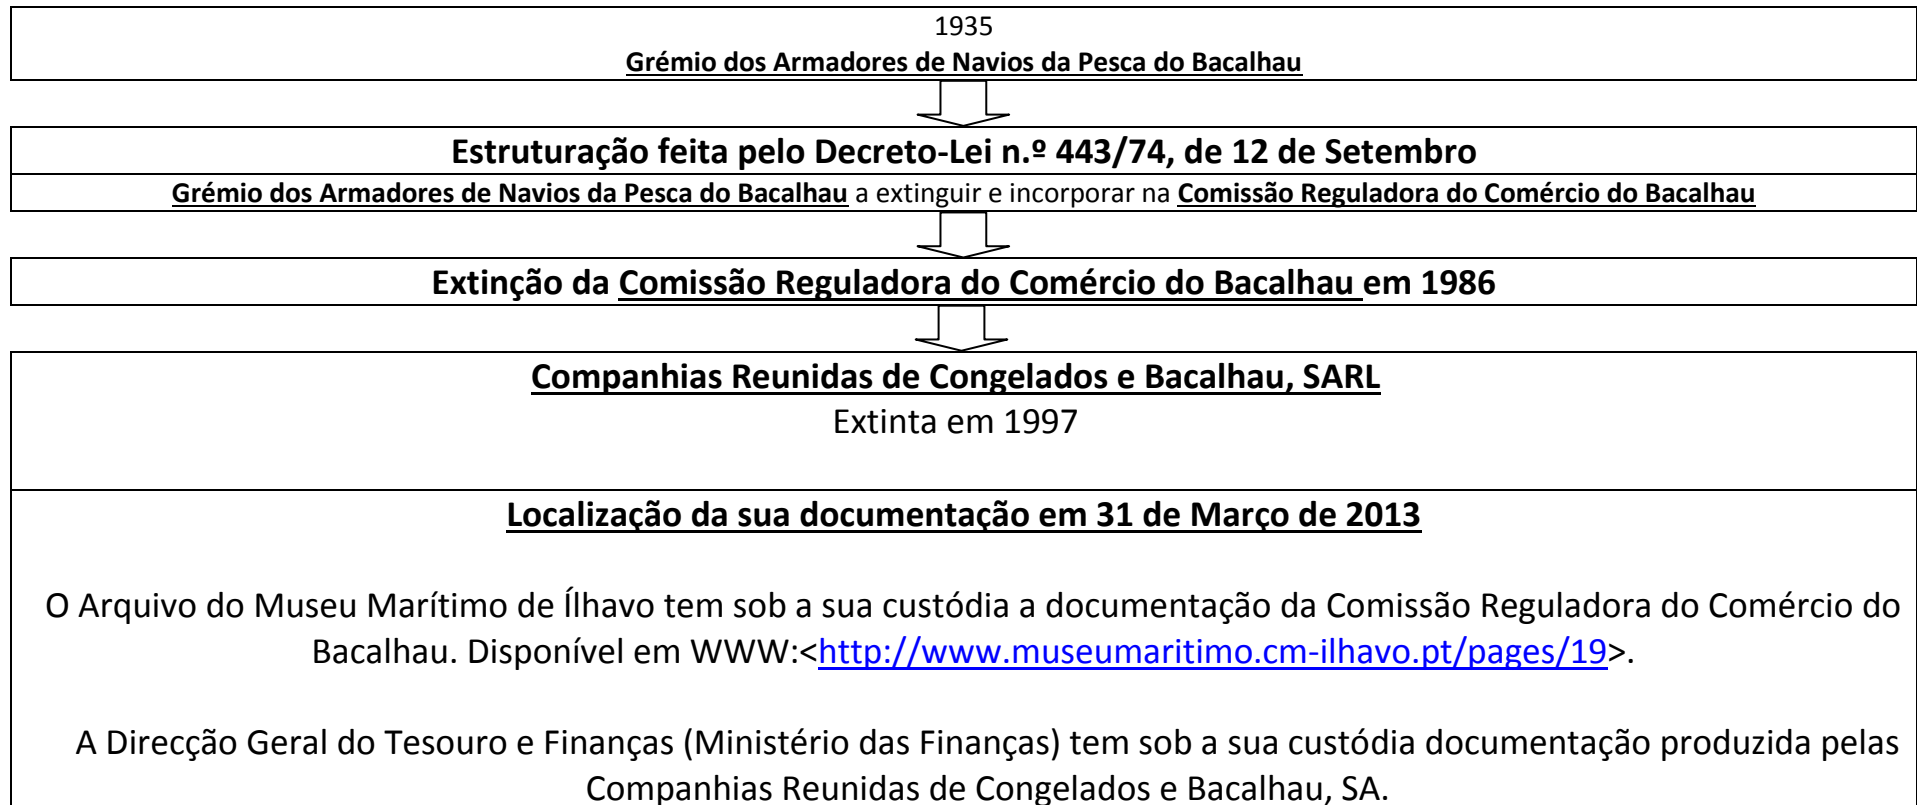 1935
Grémio dos Armadores de Navios da Pesca do Bacalhau
Estruturação feita pelo Decreto-Lei n.º 443/74, de 12 de Setembro
Grémio dos Armadores de Navios da Pesca do Bacalhau a extinguir e incorporar na Comissão Reguladora do Comércio do Bacalhau
Extinção da Comissão Reguladora do Comércio do Bacalhau em 1986
Companhias Reunidas de Congelados e Bacalhau, SARL
Extinta em 1997
Localização da sua documentação em 31 de Março de 2013
O Arquivo do Museu Marítimo de Ílhavo tem sob a sua custódia a documentação da Comissão Reguladora do Comércio do
Bacalhau. Disponível em WWW:<http://www.museumaritimo.cm-ilhavo.pt/pages/19>.
A Direcção Geral do Tesouro e Finanças (Ministério das Finanças) tem sob a sua custódia documentação produzida pelas
Companhias Reunidas de Congelados e Bacalhau, SA.